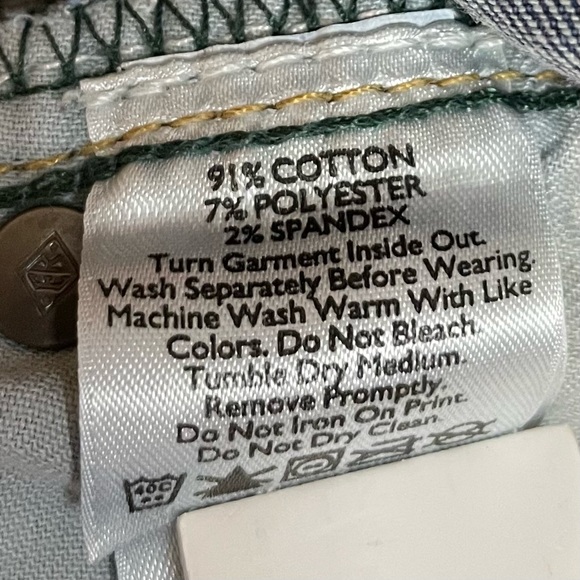 91% COTTON
7% POLYESTER
2% SPANDEX
Turn Garment Inside Out.
Wash Separately Before Wearing.
Machine Wash Warm With Like
Colors. Do Not Bleach.
Tumble Dry Medium.
Remove Promptly.
Do Not Iron On Print.
Do Not Dry Clean
40C